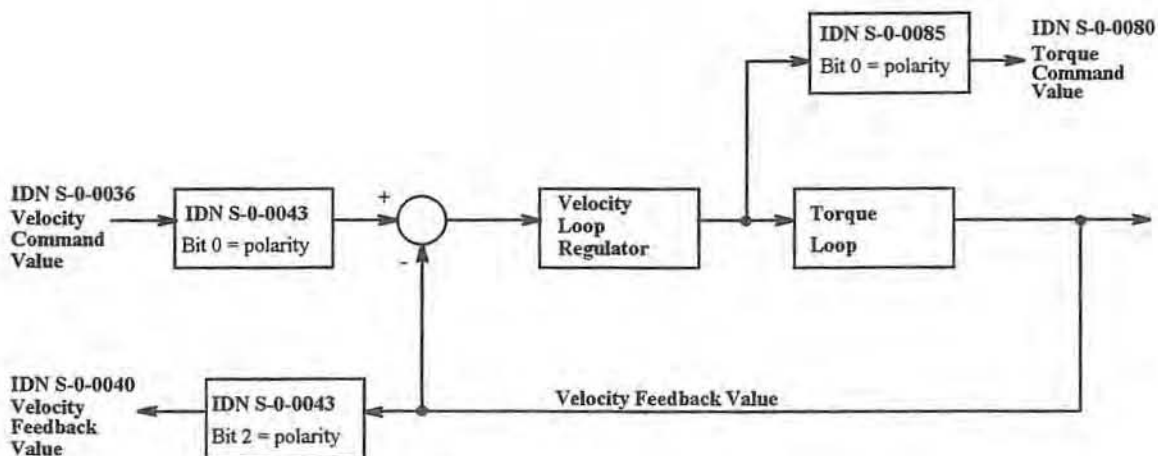 IDN S-0-0085
Bit 0 = polarity
IDN S-0-0080
Torque
Command
Value
IDN S-0-0036
Velocity
Command
Value
IDN S-0-0043
Bit 0 = polarity
+
-
Velocity
Loop
Regulator
Torque
Loop
IDN S-0-0040
Velocity
Feedback
Value
IDN S-0-0043
Bit 2 = polarity
Velocity Feedback Value